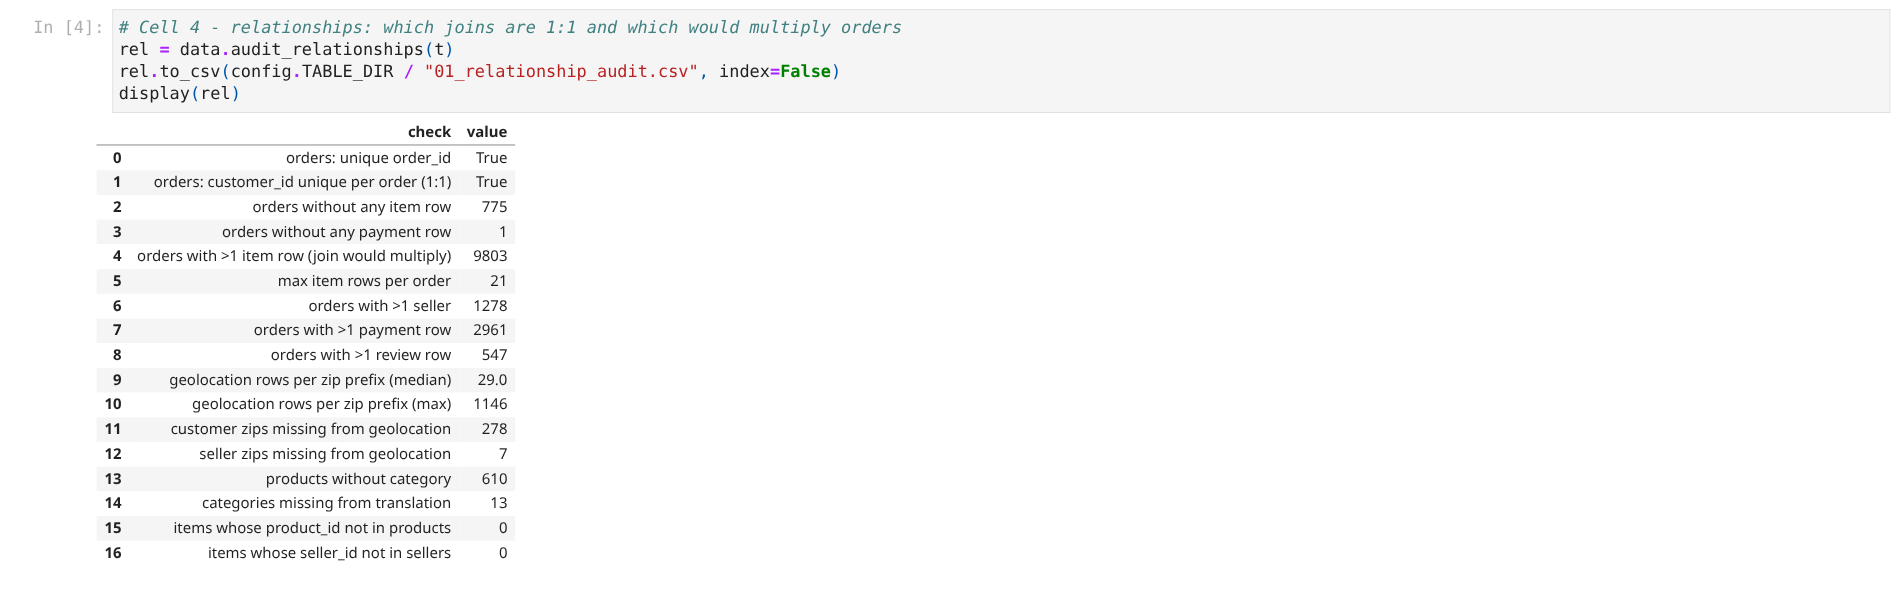 In [4]:
# Cell 4 - relationships: which joins are 1:1 and which would multiply orders
rel = data.audit_relationships(t)
rel.to_csv(config.TABLE_DIR / "01_relationship_audit.csv", index=False)
display(rel)
check value
0 orders: unique order_id True
1 orders: customer_id unique per order (1:1) True
2 orders without any item row 775
3 orders without any payment row 1
4 orders with >1 item row (join would multiply) 9803
5 max item rows per order 21
6 orders with >1 seller 1278
7 orders with >1 payment row 2961
8 orders with >1 review row 547
9 geolocation rows per zip prefix (median) 29.0
10 geolocation rows per zip prefix (max) 1146
11 customer zips missing from geolocation 278
12 seller zips missing from geolocation 7
13 products without category 610
14 categories missing from translation 13
15 items whose product_id not in products 0
16 items whose seller_id not in sellers 0